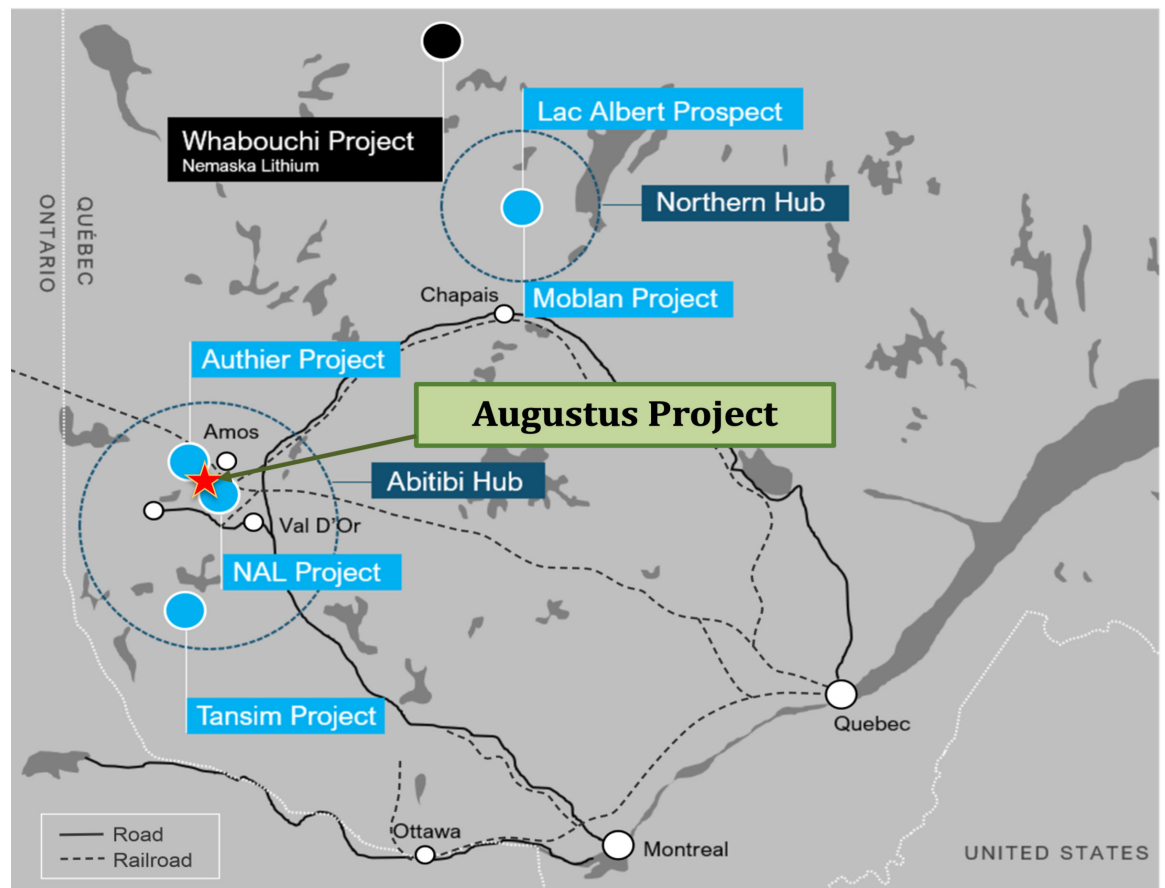 Lac Albert Prospect
Whabouchi Project
Nemaska Lithium
Northern Hub
ONTARIO
QUÉBEC
Chapais
Moblan Project
Authier Project
Augustus Project
Amos
Abitibi Hub
Val D'Or
NAL Project
Tansim Project
Quebec
Road
Railroad
Ottawa
Montreal
UNITED STATES